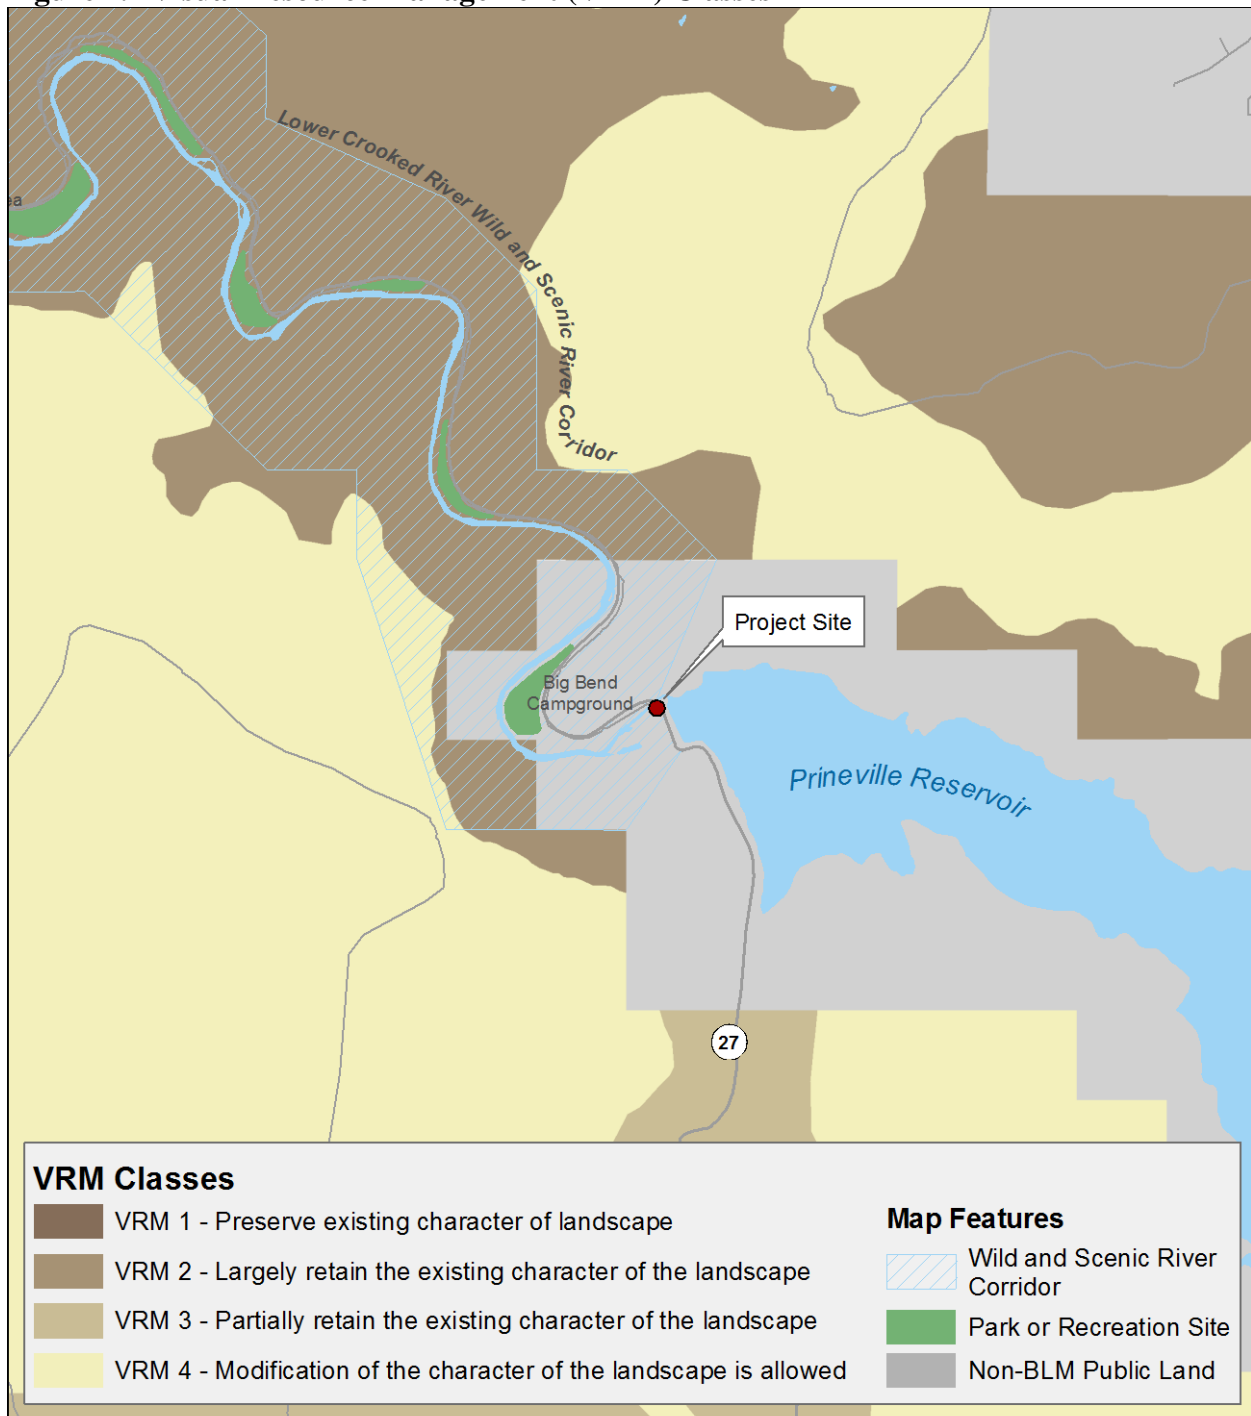 Lower Crooked River Wild and Scenic River Corridor
ea
Project Site
Big Bend
Campground
Prineville Reservoir
27
VRM Classes
VRM 1 - Preserve existing character of landscape
VRM 2 - Largely retain the existing character of the landscape
VRM 3 - Partially retain the existing character of the landscape
VRM 4 - Modification of the character of the landscape is allowed
Map Features
Wild and Scenic River
Corridor
Park or Recreation Site
Non-BLM Public Land